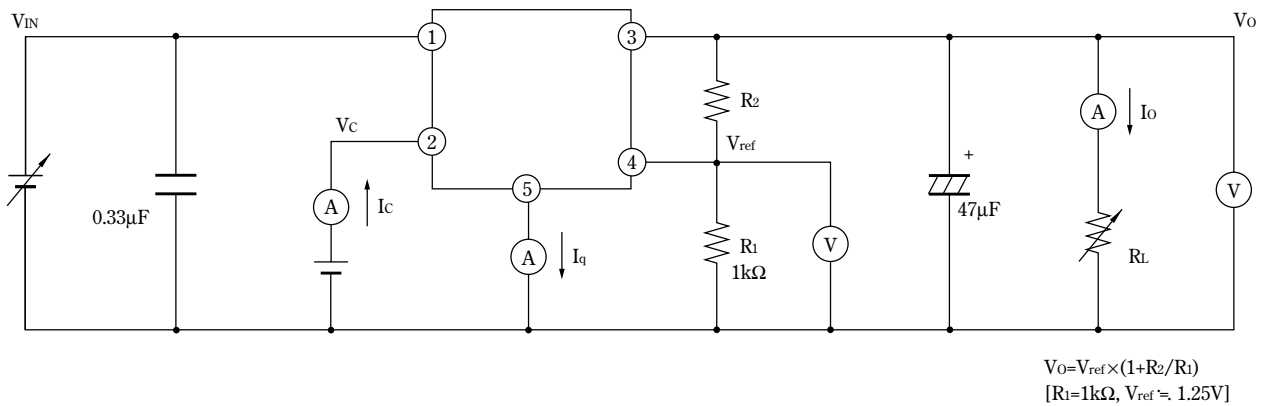 VIN
1
3
VO
R2
A
IO
VC
2
Vref
4
+
5
A
IC
0.33μF
47μF
V
A
Iq
R1
1kΩ
V
RL
VO=Vref×(1+R2/R1)
[R1=1kΩ, Vref ≒ 1.25V]